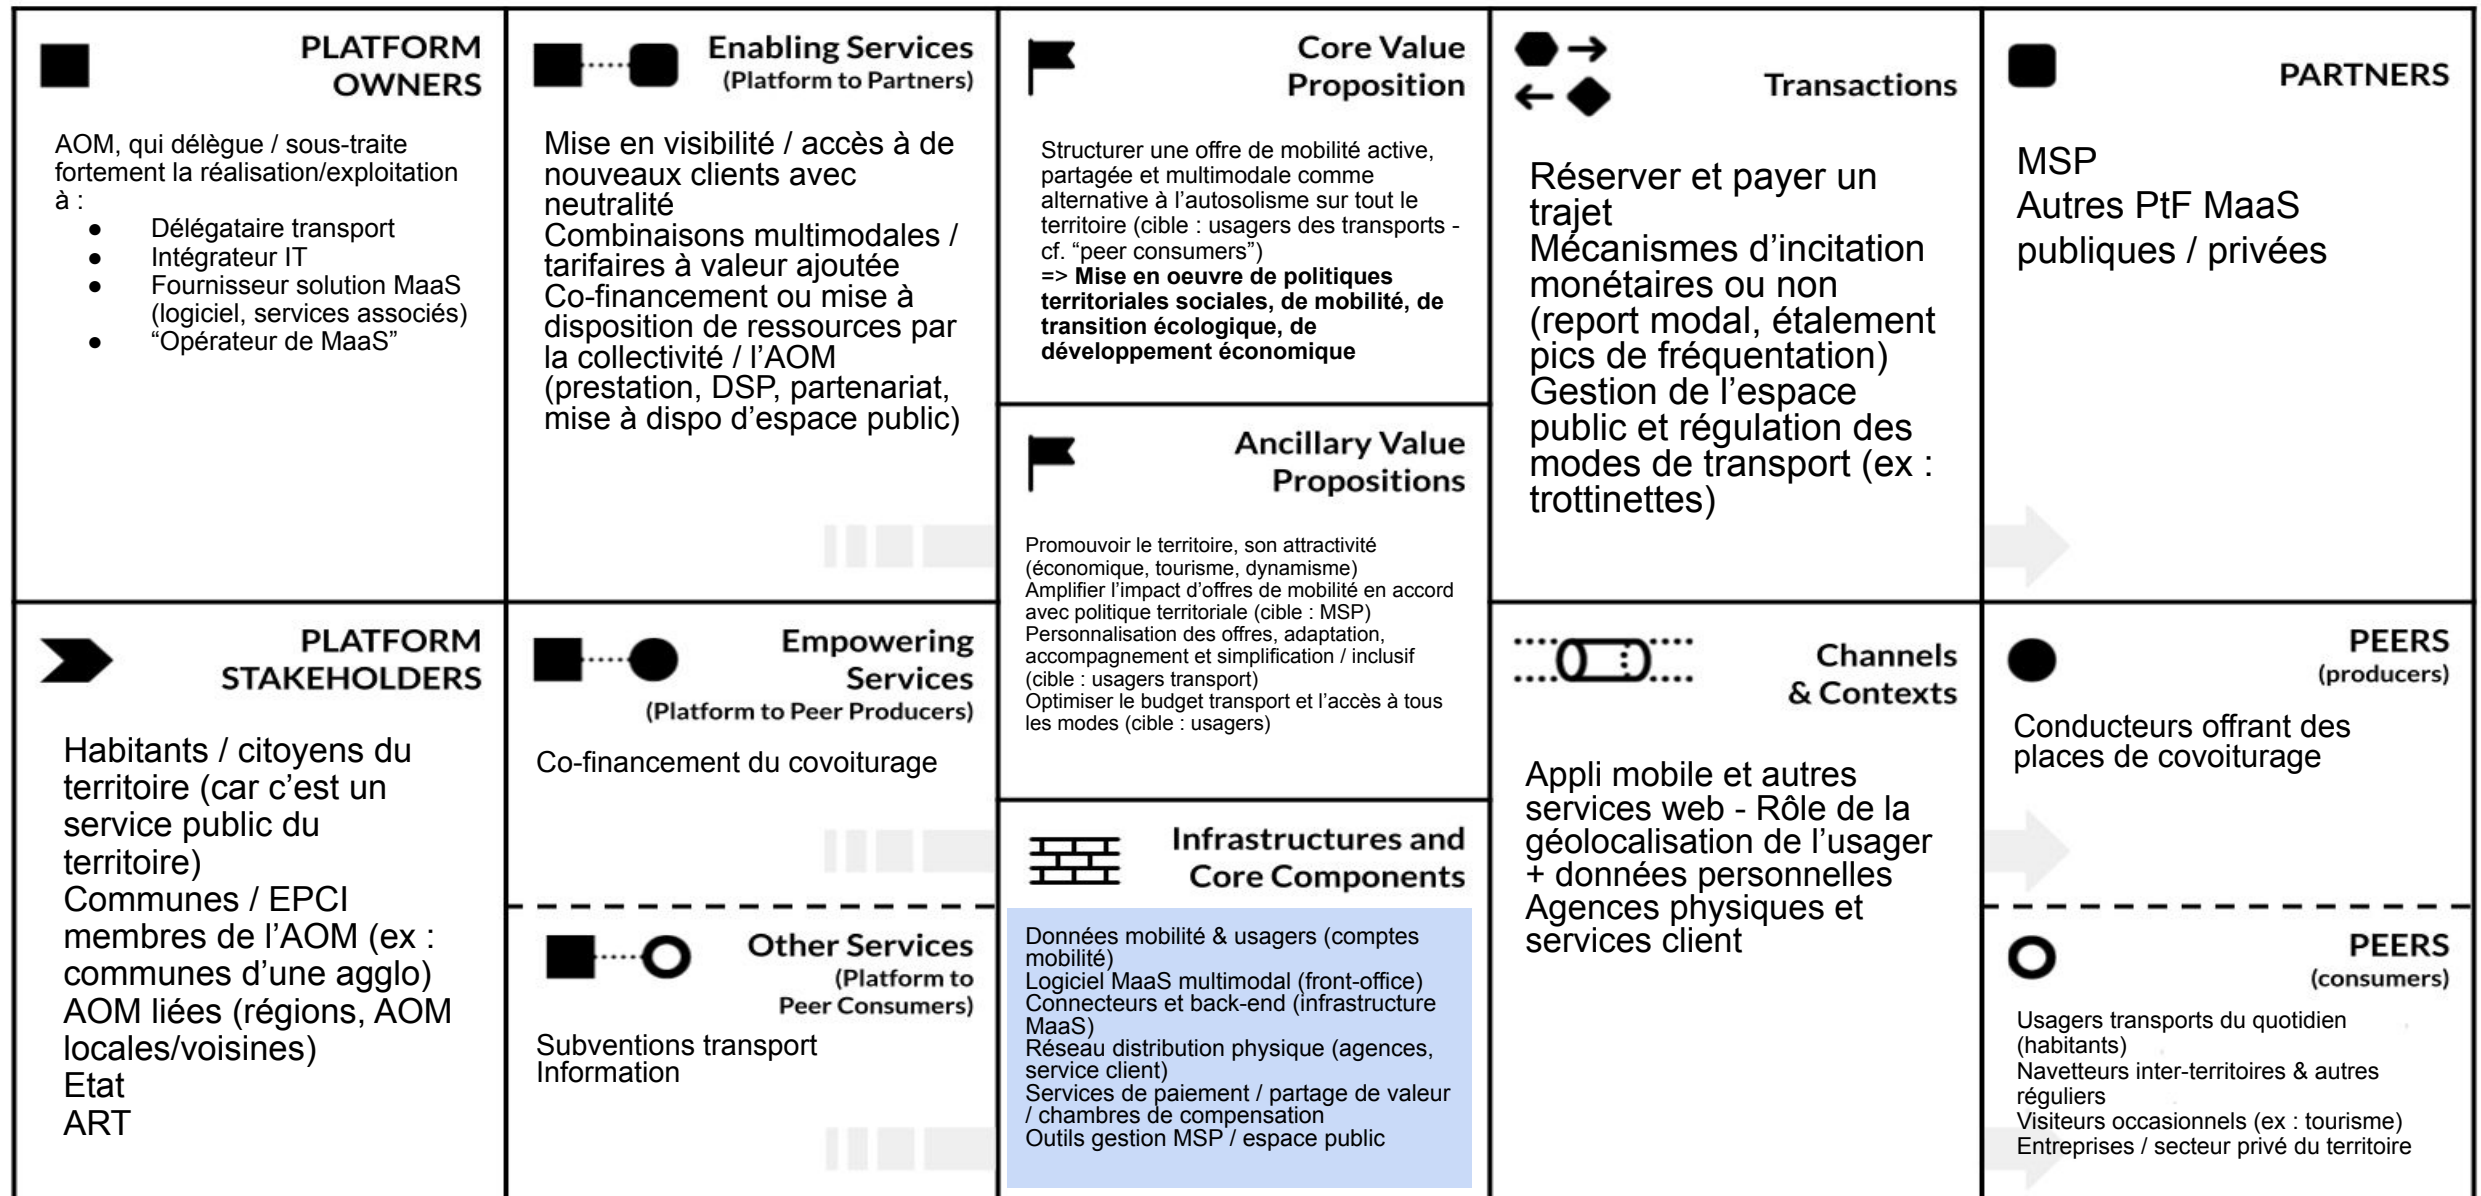 PLATFORM
OWNERS
AOM, qui délègue / sous-traite
fortement la réalisation/exploitation
à :
● Délégataire transport
● Intégrateur IT
● Fournisseur solution MaaS
(logiciel, services associés)
● “Opérateur de MaaS”
Enabling Services
(Platform to Partners)
Mise en visibilité / accès à de
nouveaux clients avec
neutralité
Combinaisons multimodales /
tarifaires à valeur ajoutée
Co-financement ou mise à
disposition de ressources par
la collectivité / l’AOM
(prestation, DSP, partenariat,
mise à dispo d’espace public)
Core Value
Proposition
Structurer une offre de mobilité active,
partagée et multimodale comme
alternative à l’autosolisme sur tout le
territoire (cible : usagers des transports -
cf. “peer consumers”)
=> Mise en oeuvre de politiques
territoriales sociales, de mobilité, de
transition écologique, de
développement économique
Ancillary Value
Propositions
Promouvoir le territoire, son attractivité
(économique, tourisme, dynamisme)
Amplifier l’impact d’offres de mobilité en accord
avec politique territoriale (cible : MSP)
Personnalisation des offres, adaptation,
accompagnement et simplification / inclusif
(cible : usagers transport)
Optimiser le budget transport et l’accès à tous
les modes (cible : usagers)
Transactions
Réserver et payer un
trajet
Mécanismes d’incitation
monétaires ou non
(report modal, étalement
pics de fréquentation)
Gestion de l’espace
public et régulation des
modes de transport (ex :
trottinettes)
PARTNERS
MSP
Autres PtF MaaS
publiques / privées
PLATFORM
STAKEHOLDERS
Habitants / citoyens du
territoire (car c’est un
service public du
territoire)
Communes / EPCI
membres de l’AOM (ex :
communes d’une agglo)
AOM liées (régions, AOM
locales/voisines)
Etat
ART
Empowering
Services
(Platform to Peer Producers)
Co-financement du covoiturage
Other Services
(Platform to
Peer Consumers)
Subventions transport
Information
Infrastructures and
Core Components
Données mobilité & usagers (comptes
mobilité)
Logiciel MaaS multimodal (front-office)
Connecteurs et back-end (infrastructure
MaaS)
Réseau distribution physique (agences,
service client)
Services de paiement / partage de valeur
/ chambres de compensation
Outils gestion MSP / espace public
Channels
& Contexts
Appli mobile et autres
services web - Rôle de la
géolocalisation de l’usager
+ données personnelles
Agences physiques et
services client
PEERS
(producers)
Conducteurs offrant des
places de covoiturage
PEERS
(consumers)
Usagers transports du quotidien
(habitants)
Navetteurs inter-territoires & autres
réguliers
Visiteurs occasionnels (ex : tourisme)
Entreprises / secteur privé du territoire